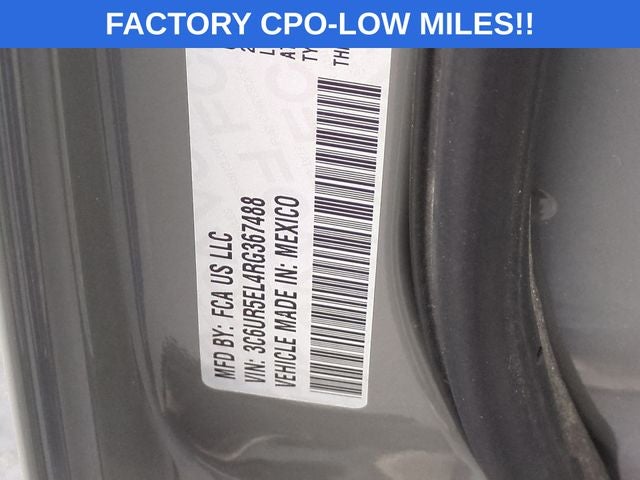 FACTORY CPO-LOW MILES!!
MFD BY: FCA US LLC
VIN: 3C6UR5EL4RG367488
VEHICLE MADE IN: MEXICO